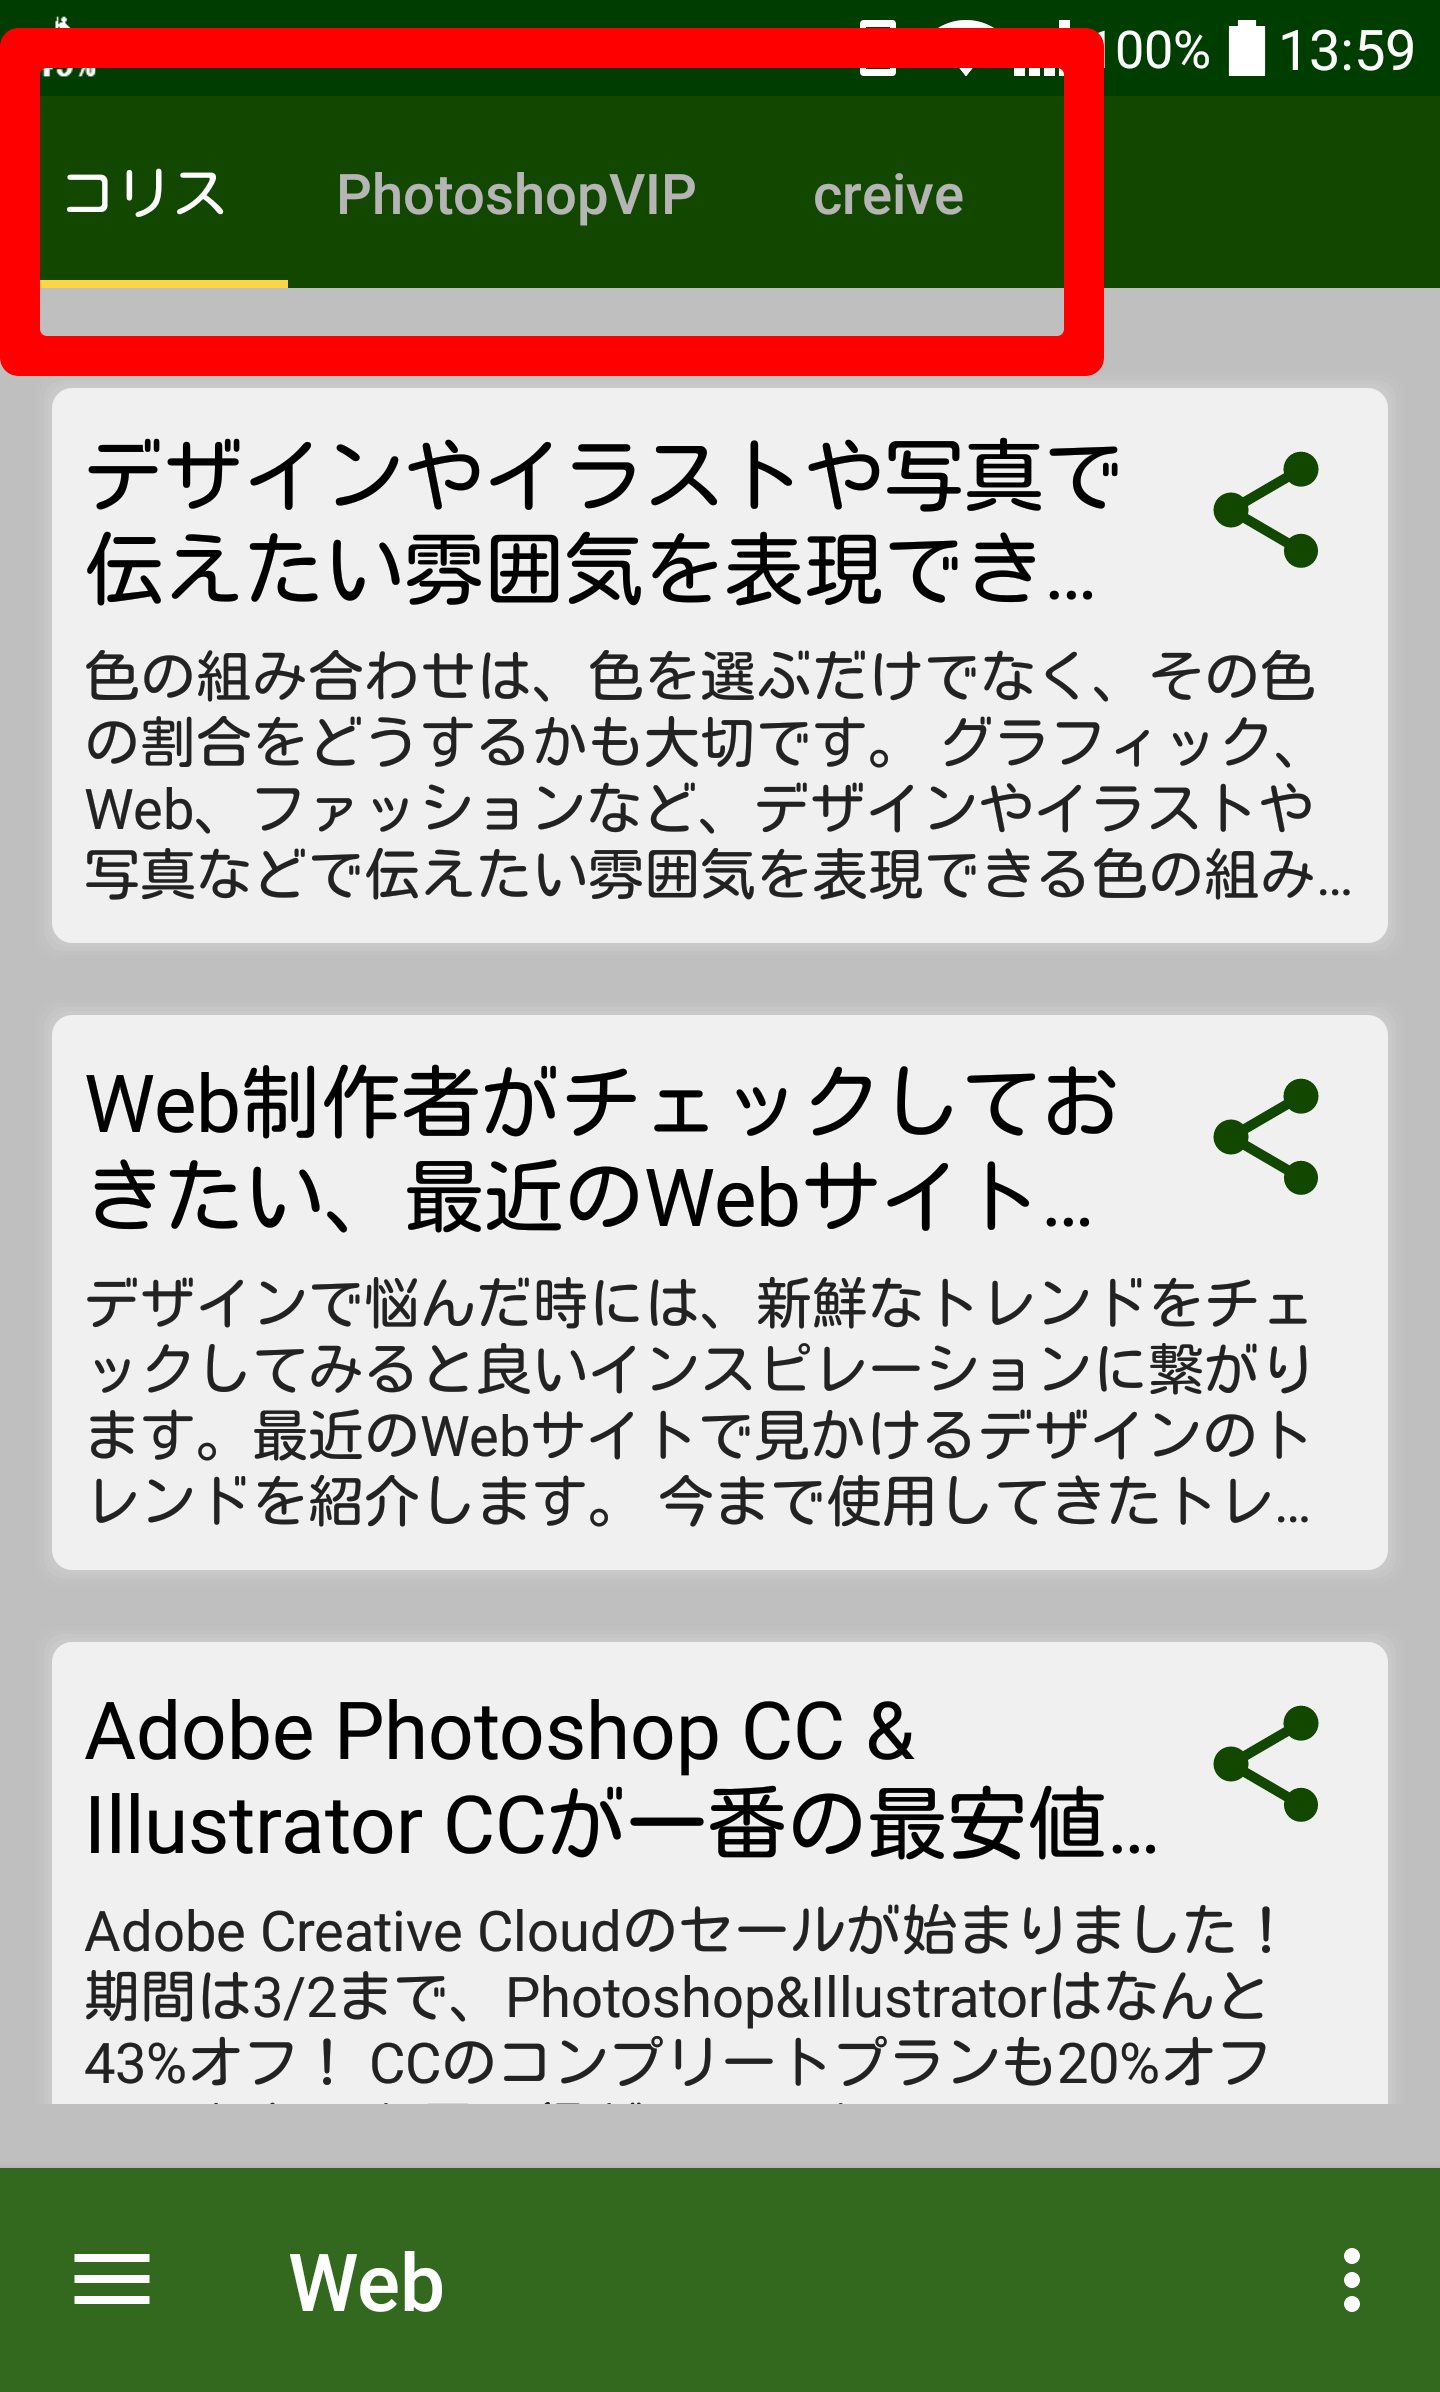 100% 13:59
コリス PhotoshopVIP creive
デザインやイラストや写真で
伝えたい雰囲気を表現でき...
色の組み合わせは、色を選ぶだけでなく、その色
の割合をどうするかも大切です。 グラフィック、
Web、ファッションなど、デザインやイラストや
写真などで伝えたい雰囲気を表現できる色の組み...
Web制作者がチェックしてお
きたい、最近のWebサイト...
デザインで悩んだ時には、新鮮なトレンドをチェ
ックしてみると良いインスピレーションに繋がり
ます。最近のWebサイトで見かけるデザインのト
レンドを紹介します。 今まで使用してきたトレ...
Adobe Photoshop CC &
Illustrator CCが一番の最安値...
Adobe Creative Cloudのセールが始まりました！
期間は3/2まで、Photoshop&Illustratorはなんと
43%オフ！ CCのコンプリートプランも20%オフ
Web